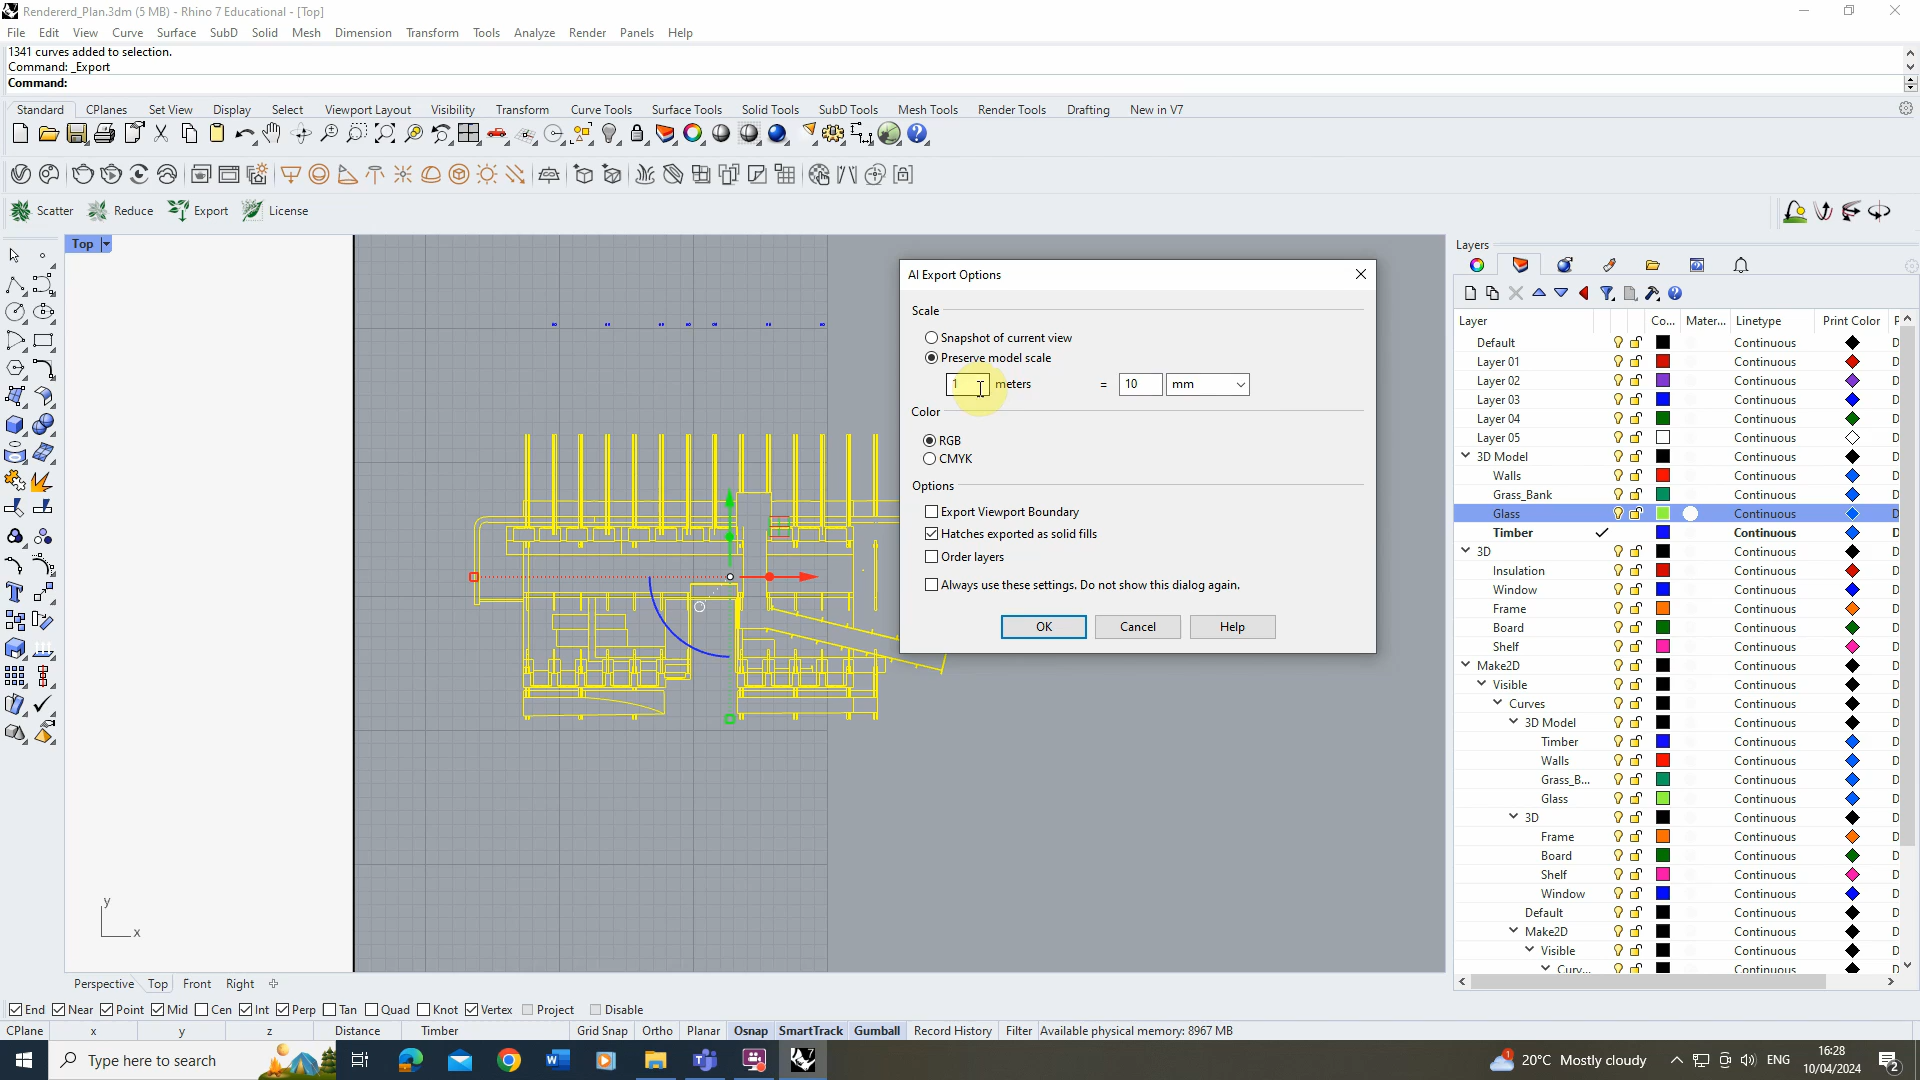 Rendererd_Plan.3dm (5 MB) - Rhino 7 Educational - [Top]
File Edit View Curve Surface SubD Solid Mesh Dimension Transform Tools Analyze Render Panels Help
1341 curves added to selection.
Command: _Export
Command:
Standard CPlanes Set View Display Select Viewport Layout Visibility Transform Curve Tools Surface Tools Solid Tools SubD Tools Mesh Tools Render Tools Drafting New in V7
Scatter Reduce Export License
Top
Layers
AI Export Options
Scale
Snapshot of current view
Preserve model scale
1 meters = 10 mm
Color
RGB
CMYK
Options
Export Viewport Boundary
Hatches exported as solid fills
Order layers
Always use these settings. Do not show this dialog again.
OK Cancel Help
Layer Co... Mater... Linetype Print Color P
Default Continuous D
Layer 01 Continuous D
Layer 02 Continuous D
Layer 03 Continuous D
Layer 04 Continuous D
Layer 05 Continuous D
3D Model Continuous D
Walls Continuous D
Grass_Bank Continuous D
Glass Continuous D
Timber Continuous D
3D Continuous D
Insulation Continuous D
Window Continuous D
Frame Continuous D
Board Continuous D
Shelf Continuous D
Make2D Continuous D
Visible Continuous D
Curves Continuous D
3D Model Continuous D
Timber Continuous D
Walls Continuous D
Grass_B... Continuous D
Glass Continuous D
3D Continuous D
Frame Continuous D
Board Continuous D
Shelf Continuous D
Window Continuous D
Default Continuous D
Make2D Continuous D
Visible Continuous D
Curv... Continuous D
y
x
Perspective Top Front Right
End Near Point Mid Cen Int Perp Tan Quad Knot Vertex Project Disable
CPlane x y z Distance Timber Grid Snap Ortho Planar Osnap SmartTrack Gumball Record History Filter Available physical memory: 8967 MB
Type here to search
20°C Mostly cloudy
ENG
16:28
10/04/2024
2